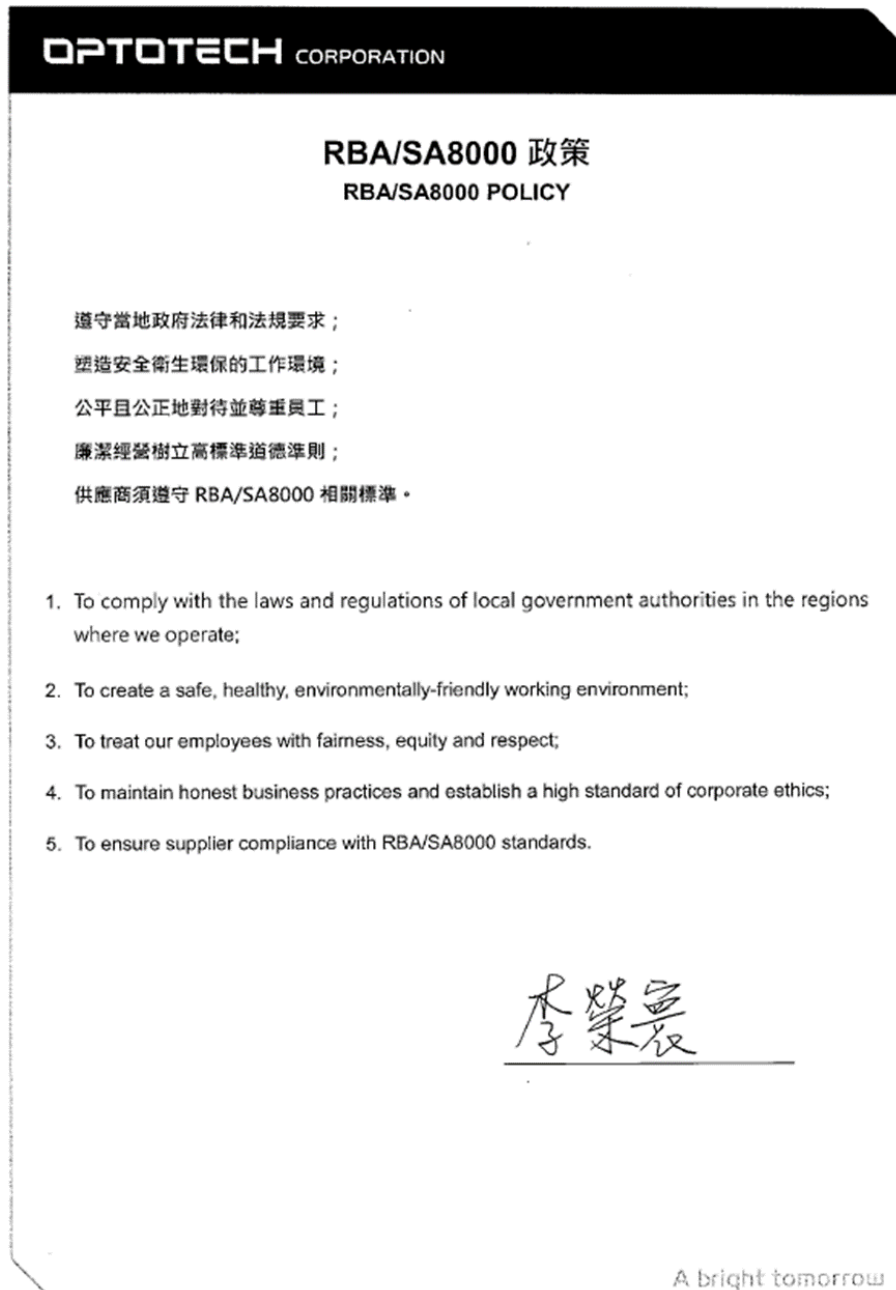 OPTOTECH CORPORATION
RBA/SA8000 政策
RBA/SA8000 POLICY
遵守當地政府法律和法規要求；
塑造安全衛生環保的工作環境；
公平且公正地對待並尊重員工；
廉潔經營樹立高標準道德準則；
供應商須遵守 RBA/SA8000 相關標準。
1. To comply with the laws and regulations of local government authorities in the regions
where we operate;
2. To create a safe, healthy, environmentally-friendly working environment;
3. To treat our employees with fairness, equity and respect;
4. To maintain honest business practices and establish a high standard of corporate ethics;
5. To ensure supplier compliance with RBA/SA8000 standards.
李榮寰
A bright tomorrow